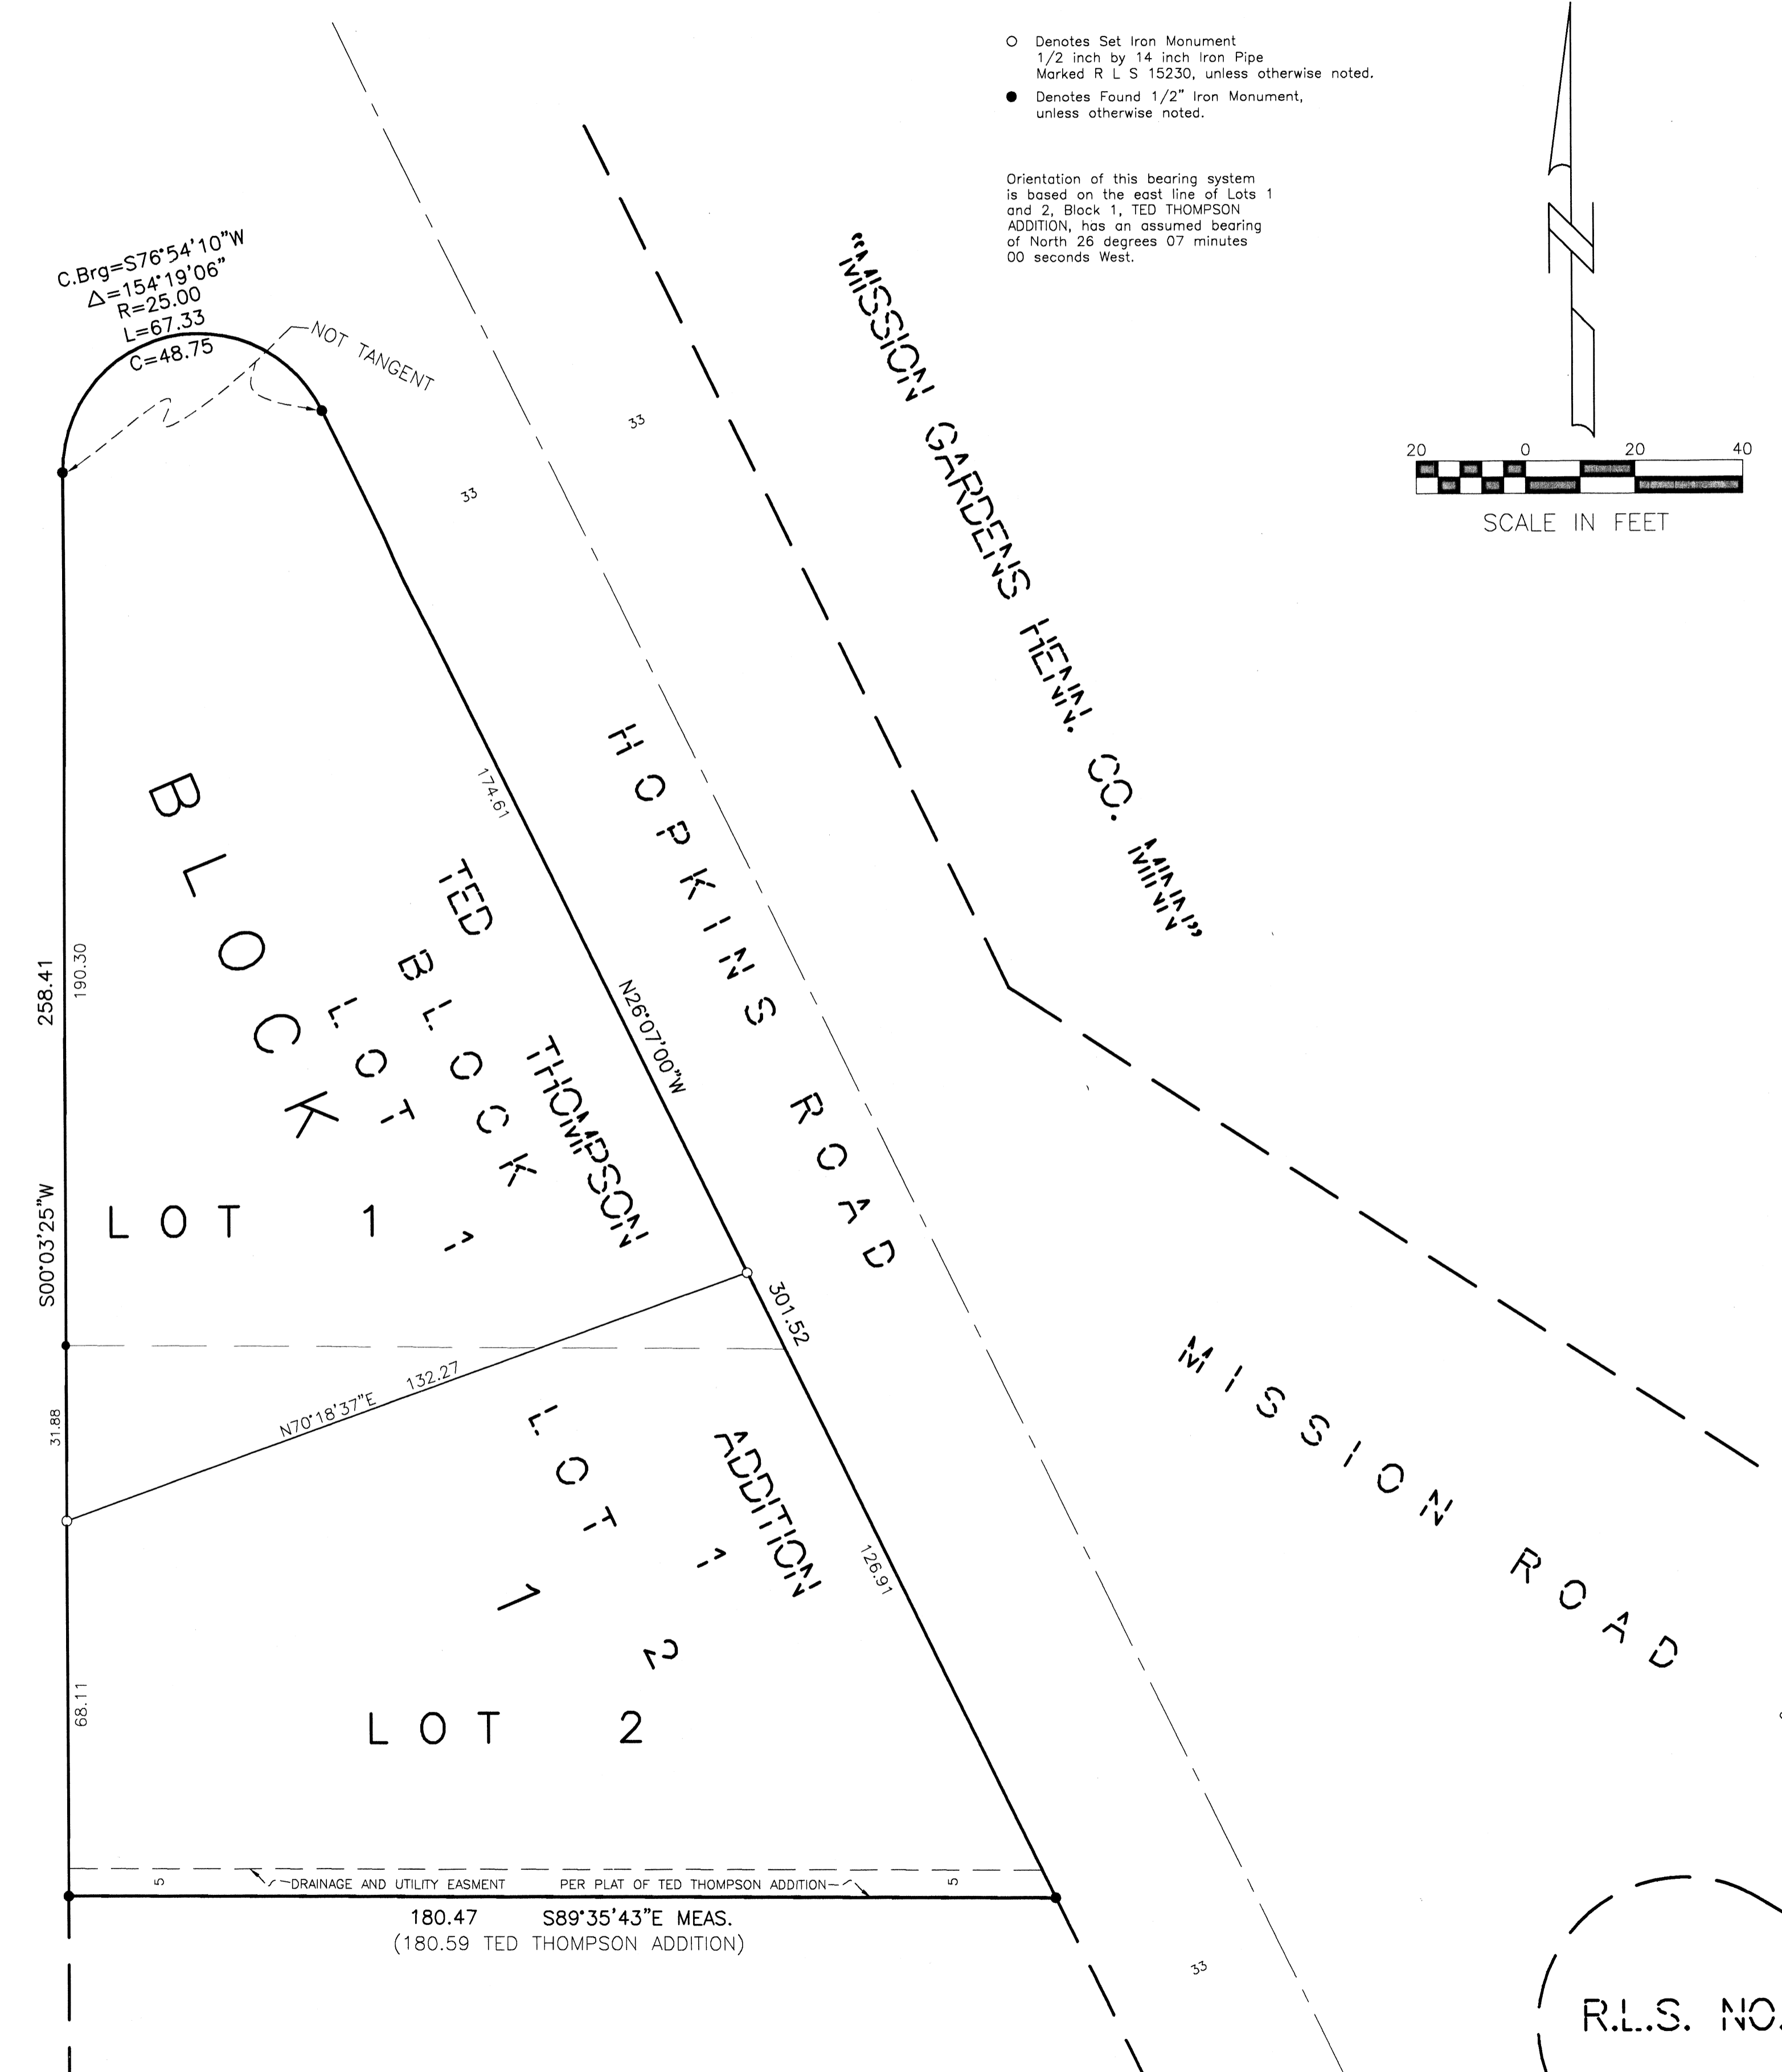 Denotes Set Iron Monument
1/2 inch by 14 inch Iron Pipe
Marked R L S 15230, unless otherwise noted.
Denotes Found 1/2" Iron Monument,
unless otherwise noted.
Orientation of this bearing system
is based on the east line of Lots 1
and 2, Block 1, TED THOMPSON
ADDITION, has an assumed bearing
of North 26 degrees 07 minutes
00 seconds West.
20 0 20 40
SCALE IN FEET
C.Brg=S76°54'10"W
Δ=154°19'06"
R=25.00
L=67.33
C=48.75
NOT TANGENT
33
33
"MISSION GARDENS HENN. CO. MINN"
HOPKINS ROAD
174.61
N26°07'00"W
301.52
126.91
258.41
190.30
S00°03'25"W
31.88
68.11
BLOCK 1
TED THOMPSON ADDITION
BLOCK 1
LOT 1
LOT 1
N70°18'37"E 132.27
LOT 2
LOT 2
MISSION ROAD
5
DRAINAGE AND UTILITY EASMENT PER PLAT OF TED THOMPSON ADDITION
5
180.47 S89°35'43"E MEAS.
(180.59 TED THOMPSON ADDITION)
33
R.L.S. NO.